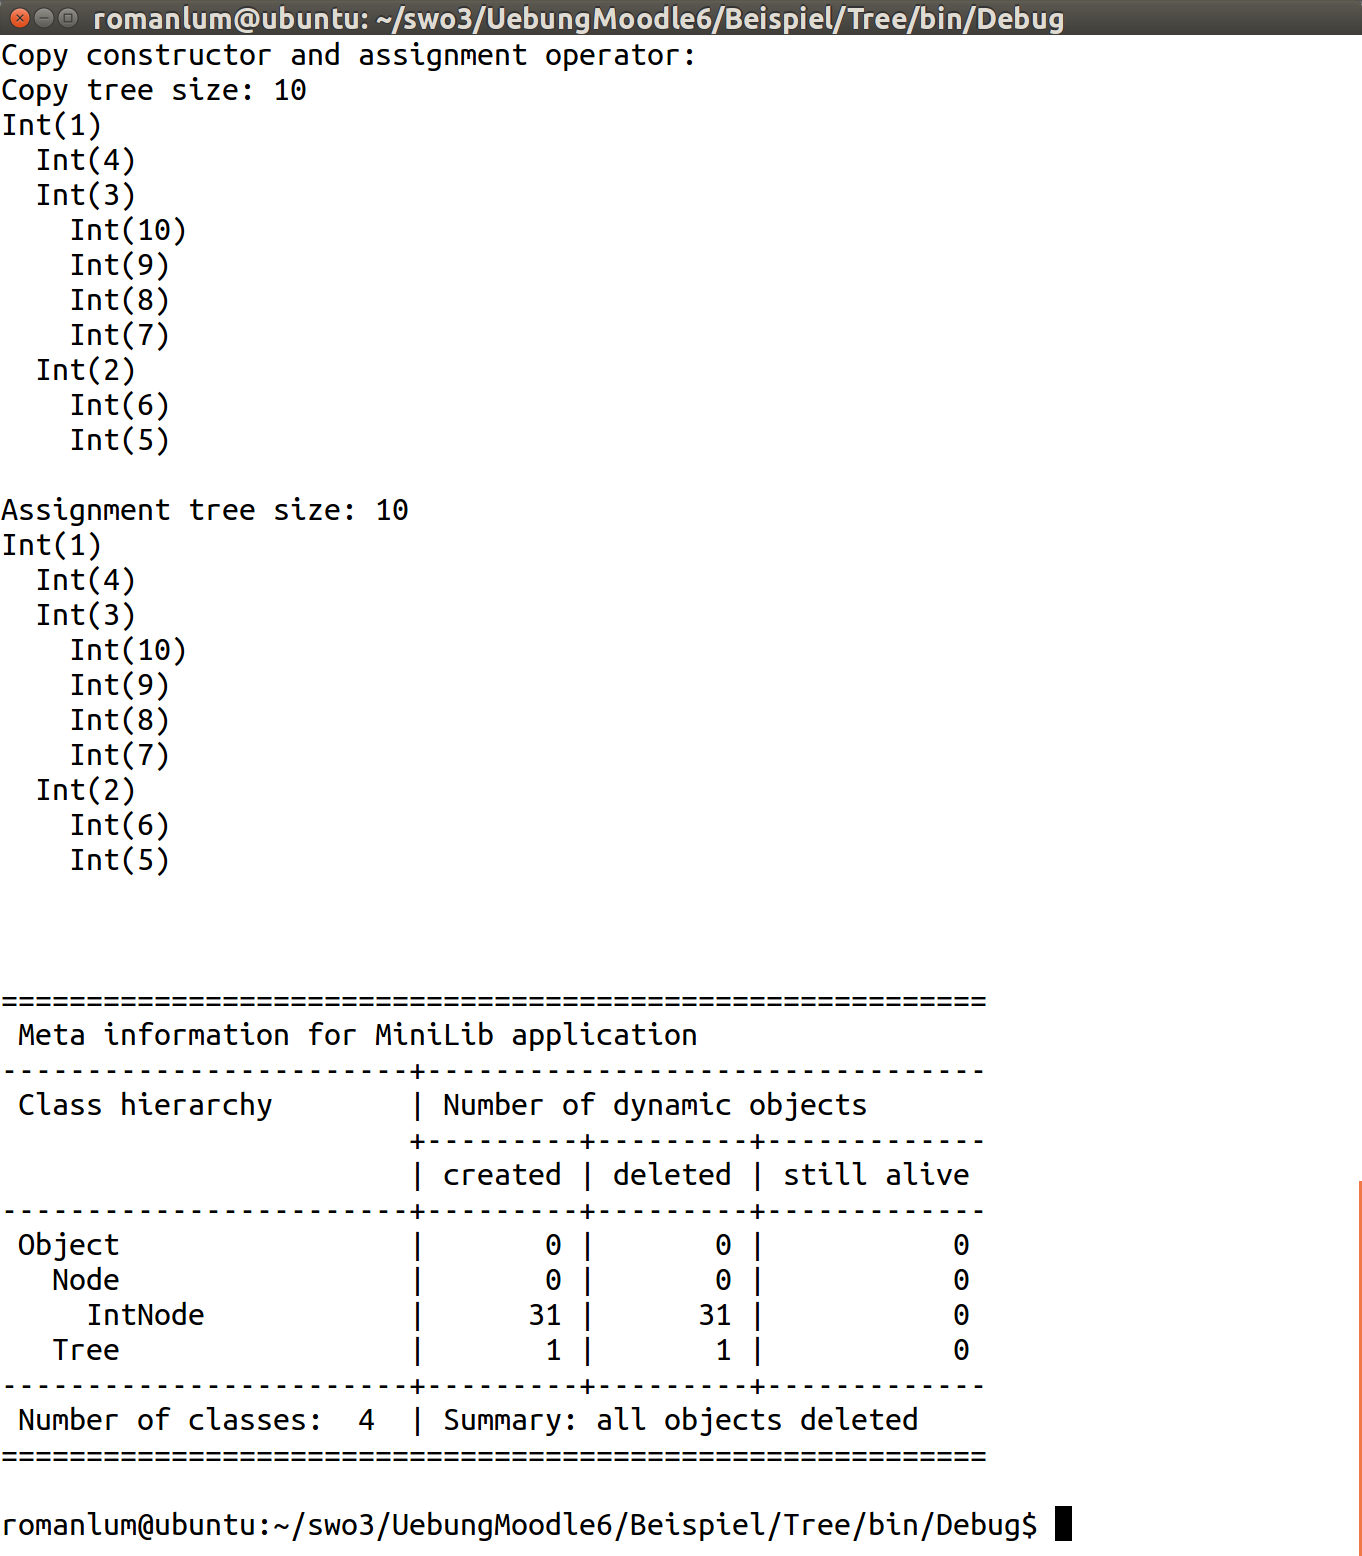 romanlum@ubuntu: ~/swo3/UebungMoodle6/Beispiel/Tree/bin/Debug
Copy constructor and assignment operator:
Copy tree size: 10
Int(1)
  Int(4)
  Int(3)
    Int(10)
    Int(9)
    Int(8)
    Int(7)
  Int(2)
    Int(6)
    Int(5)

Assignment tree size: 10
Int(1)
  Int(4)
  Int(3)
    Int(10)
    Int(9)
    Int(8)
    Int(7)
  Int(2)
    Int(6)
    Int(5)

==========================================================
 Meta information for MiniLib application
------------------------+---------------------------------
 Class hierarchy        | Number of dynamic objects
                        +---------+---------+-------------
                        | created | deleted | still alive
------------------------+---------+---------+-------------
 Object                 |       0 |       0 |           0
   Node                 |       0 |       0 |           0
     IntNode            |      31 |      31 |           0
   Tree                 |       1 |       1 |           0
------------------------+---------+---------+-------------
 Number of classes:  4  | Summary: all objects deleted
==========================================================

romanlum@ubuntu:~/swo3/UebungMoodle6/Beispiel/Tree/bin/Debug$